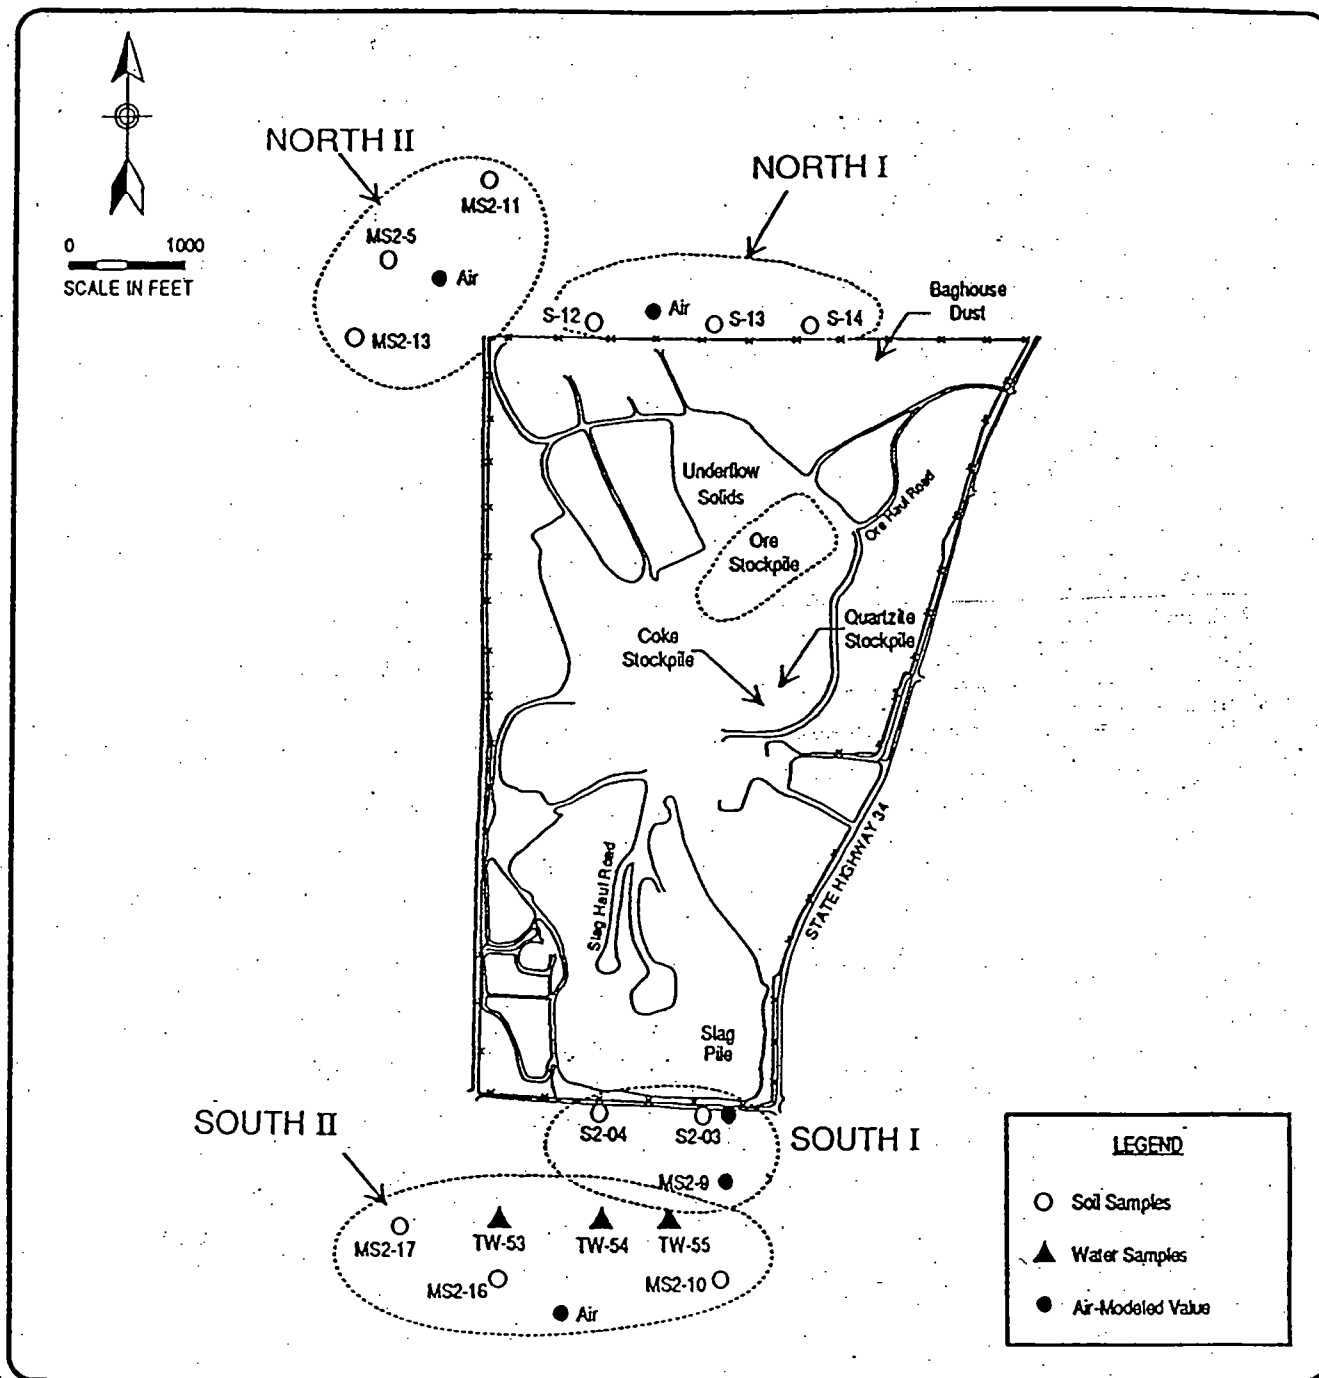 NORTH II
NORTH I
MS2-11
MS2-5
0 1000
Air
SCALE IN FEET
Baghouse
Dust
S-12
Air
S-13
S-14
MS2-13
Underflow
Solids
Ore Haul Road
Ore
Stockpile
Quartzite
Stockpile
Coke
Stockpile
STATE HIGHWAY 34
Slag Haul Road
Slag
Pile
SOUTH II
S2-04
S2-03
SOUTH I
MS2-9
MS2-17
TW-53
TW-54
TW-55
MS2-16
MS2-10
Air
LEGEND
Soil Samples
Water Samples
Air-Modeled Value